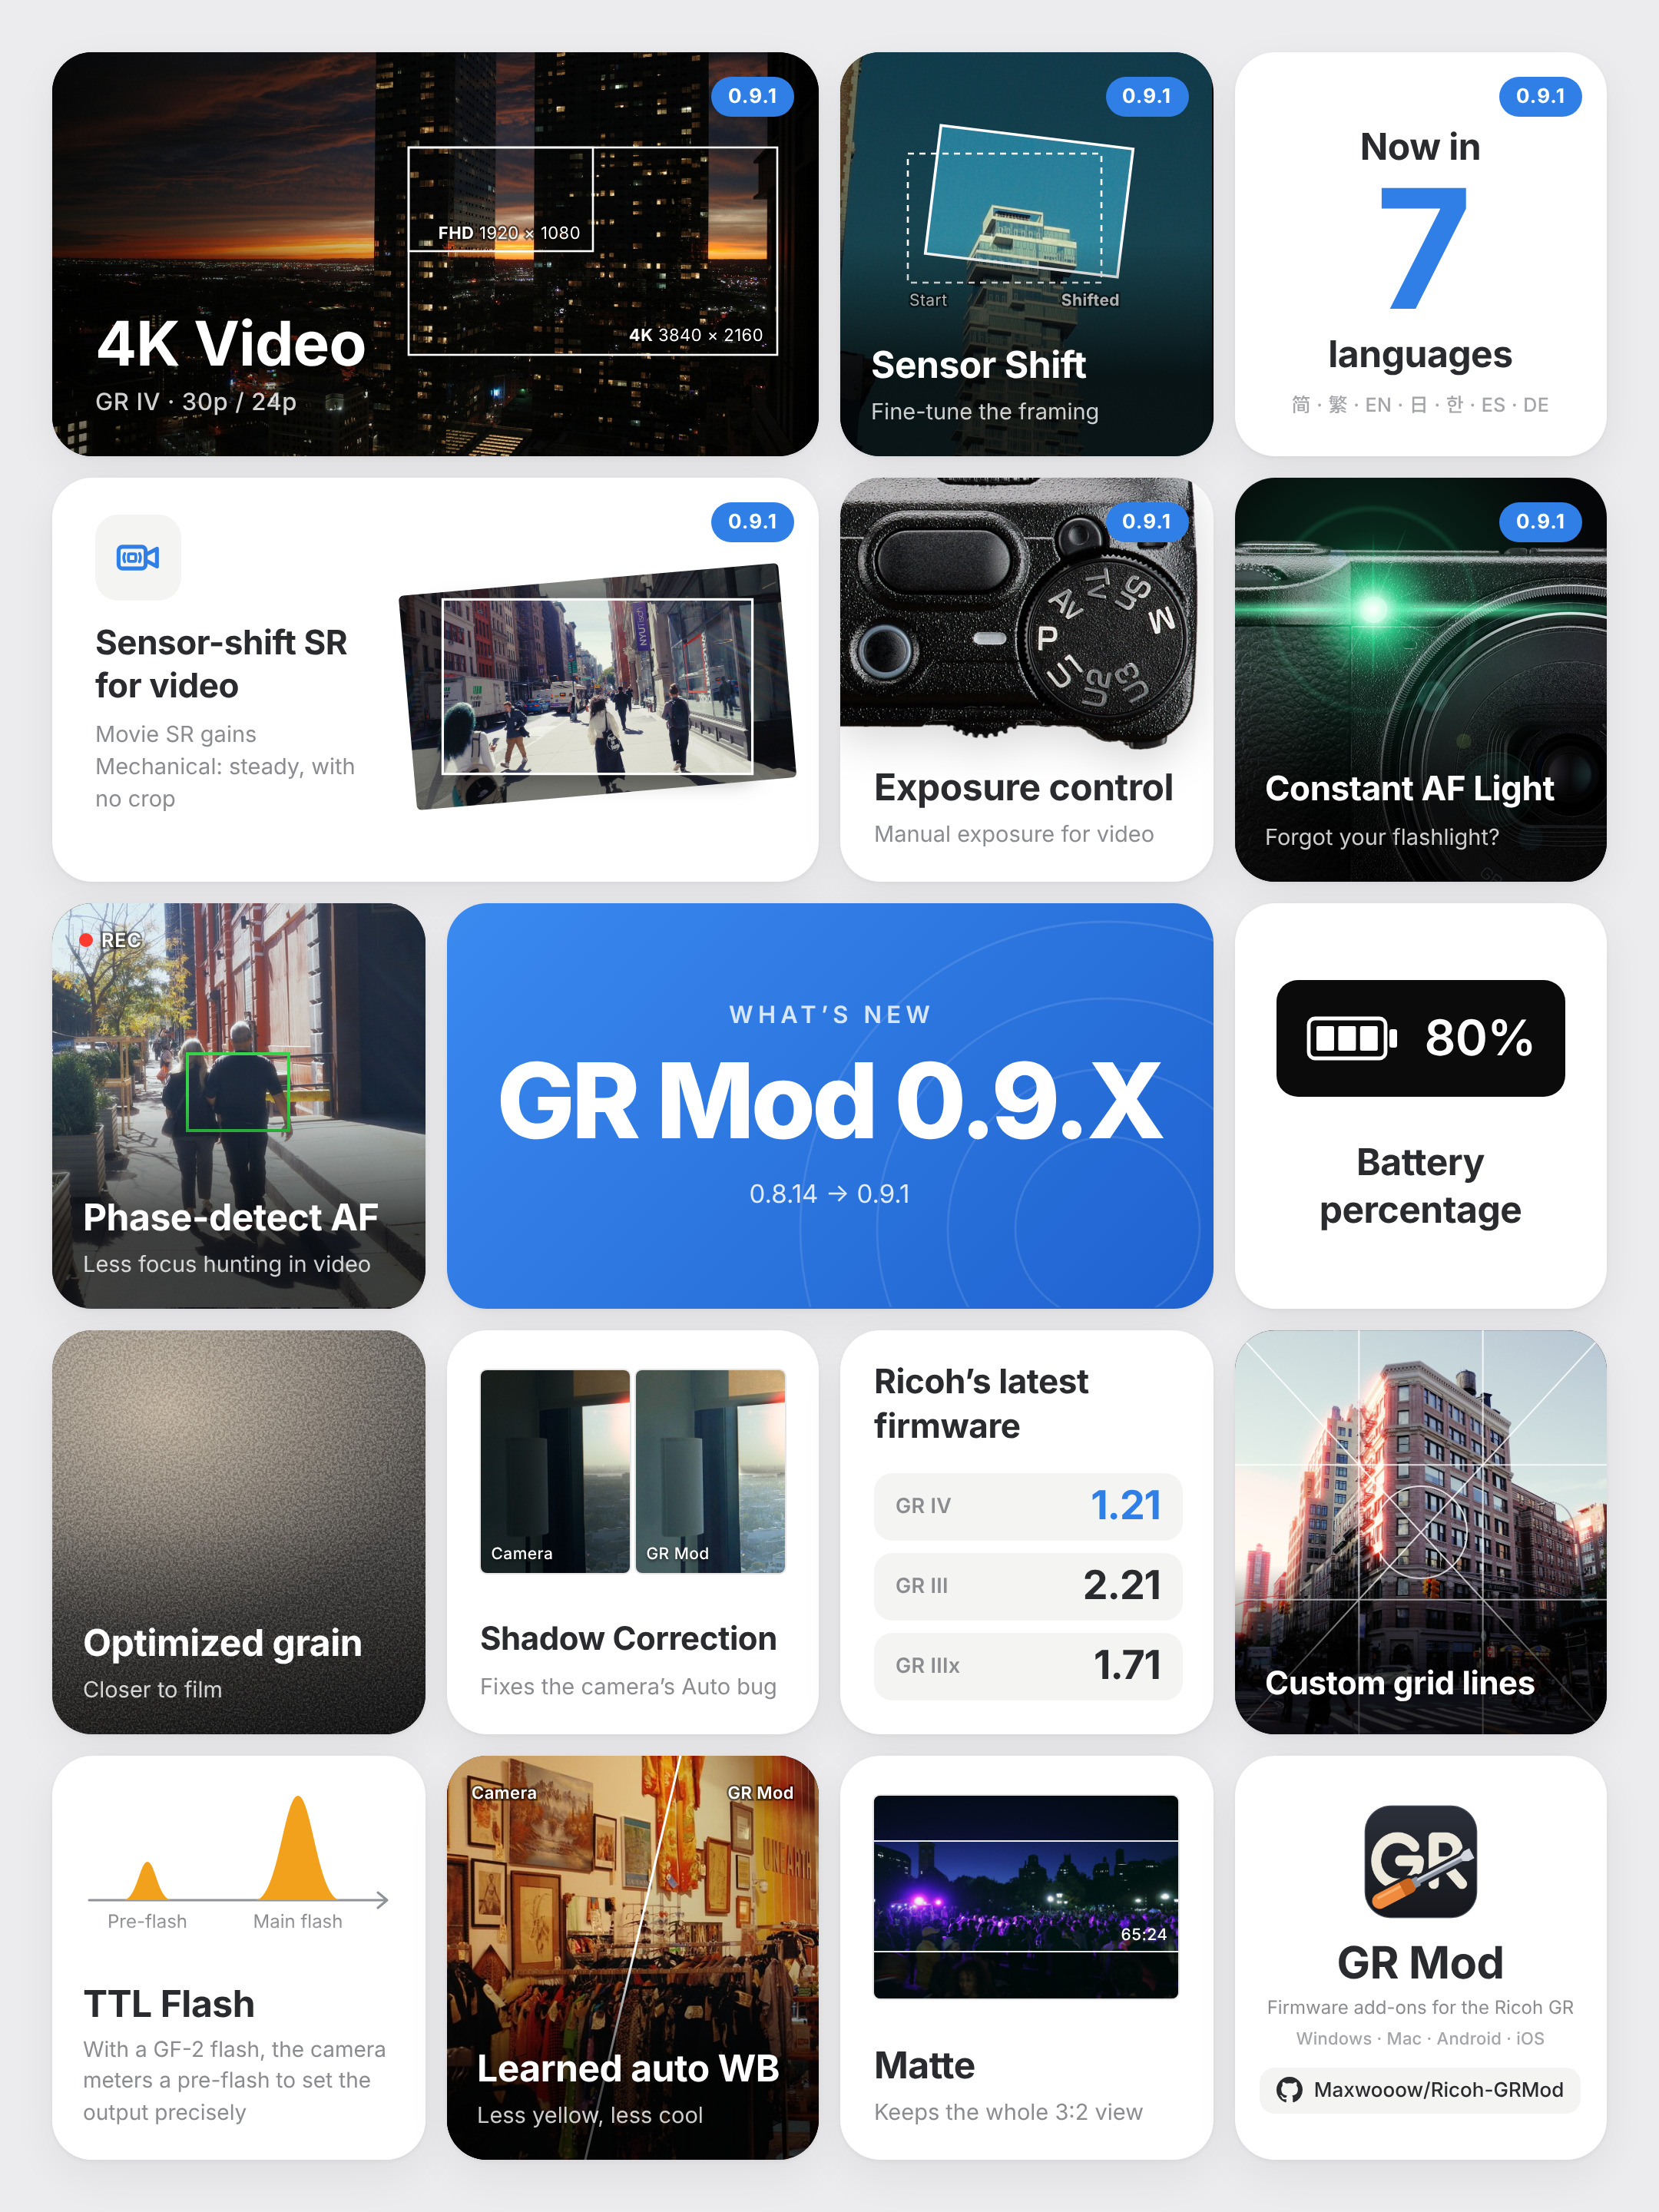 0.9.1
FHD 1920 × 1080
4K 3840 × 2160
4K Video
GR IV · 30p / 24p
0.9.1
Start
Shifted
Sensor Shift
Fine-tune the framing
0.9.1
Now in
7
languages
简 · 繁 · EN · 日 · 한 · ES · DE
0.9.1
Sensor-shift SR
for video
Movie SR gains
Mechanical: steady, with
no crop
NYU Tech
0.9.1
Tv
Sn
Av
M
P
U1
U2
U3
Exposure control
Manual exposure for video
0.9.1
Constant AF Light
Forgot your flashlight?
GR
REC
Phase-detect AF
Less focus hunting in video
WHAT’S NEW
GR Mod 0.9.X
0.8.14 → 0.9.1
80%
Battery
percentage
Optimized grain
Closer to film
Camera
GR Mod
Shadow Correction
Fixes the camera’s Auto bug
Ricoh’s latest
firmware
GR IV 1.21
GR III 2.21
GR IIIx 1.71
Custom grid lines
Pre-flash
Main flash
TTL Flash
With a GF-2 flash, the camera
meters a pre-flash to set the
output precisely
Camera
GR Mod
UNEARTH
Learned auto WB
Less yellow, less cool
65:24
Matte
Keeps the whole 3:2 view
GR
GR Mod
Firmware add-ons for the Ricoh GR
Windows · Mac · Android · iOS
Maxwooow/Ricoh-GRMod